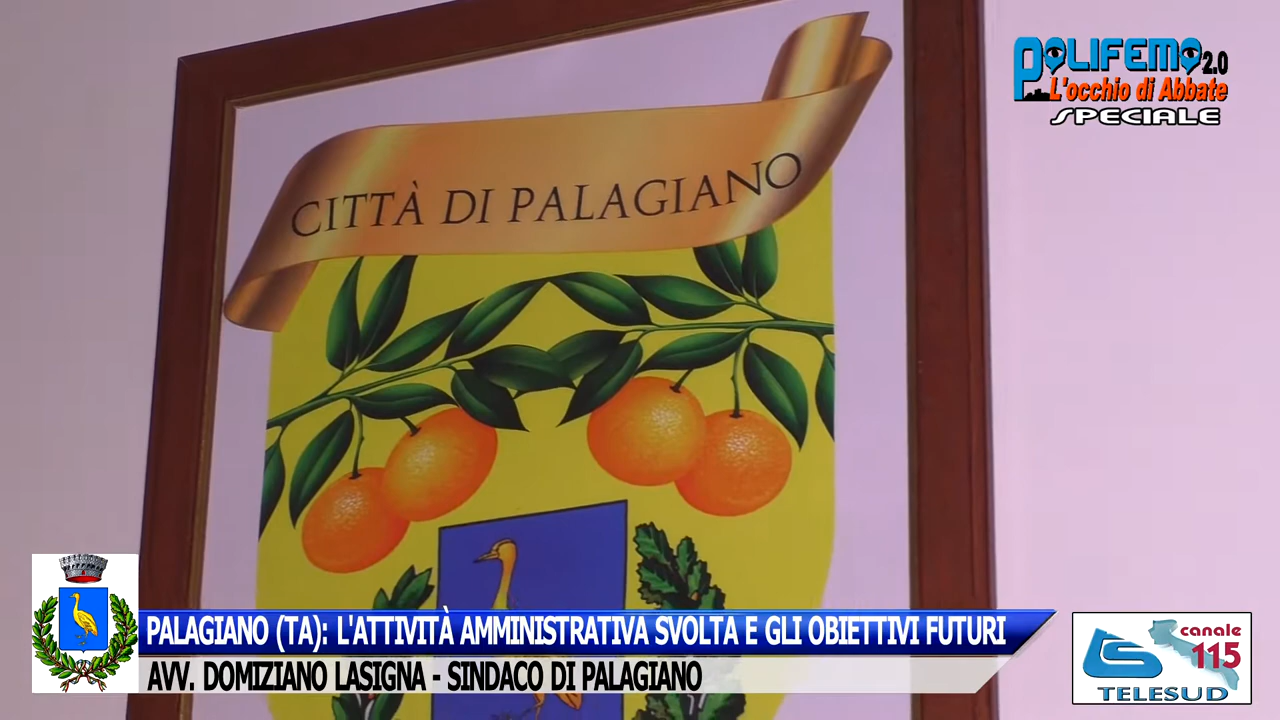 POLIFEMO 2.0
L'occhio di Abbate
SPECIALE
CITTÀ DI PALAGIANO
PALAGIANO (TA): L'ATTIVITÀ AMMINISTRATIVA SVOLTA E GLI OBIETTIVI FUTURI
AVV. DOMIZIANO LASIGNA - SINDACO DI PALAGIANO
canale
115
TELESUD